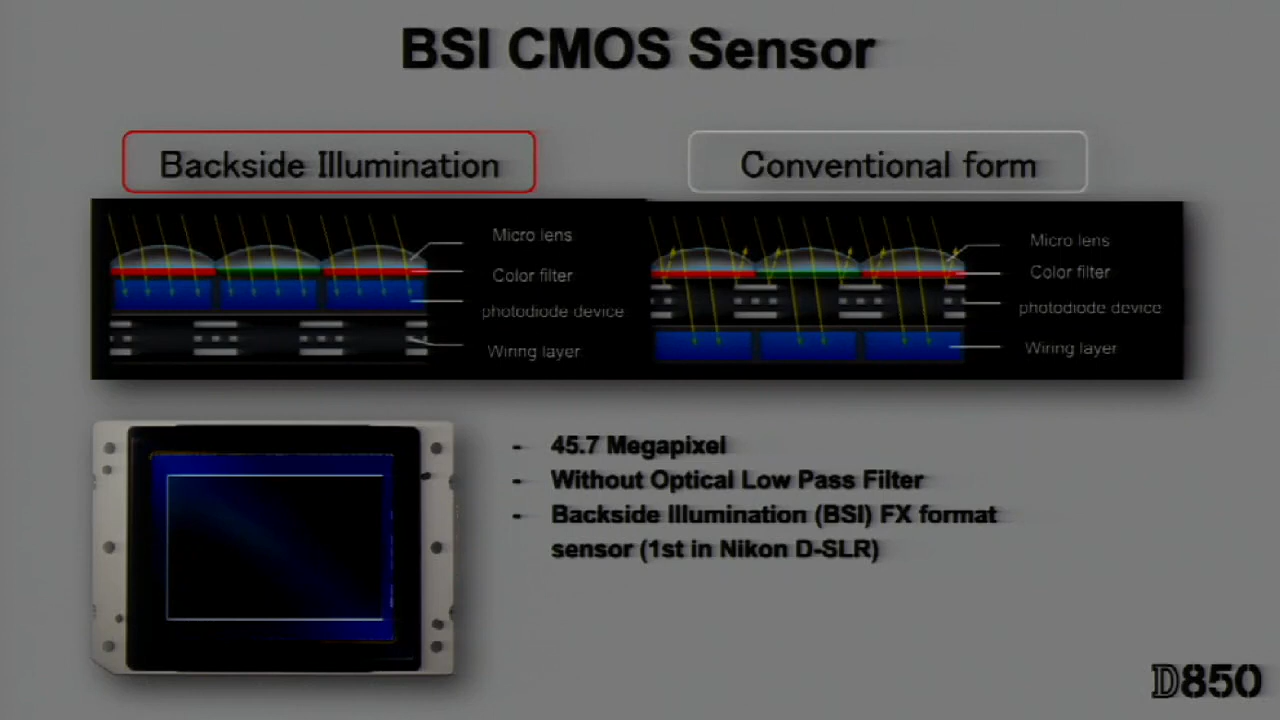 BSI CMOS Sensor
Backside Illumination
Conventional form
Micro lens
Color filter
photodiode device
Wiring layer
Micro lens
Color filter
photodiode device
Wiring layer
- 45.7 Megapixel
- Without Optical Low Pass Filter
- Backside Illumination (BSI) FX format
sensor (1st in Nikon D-SLR)
D850